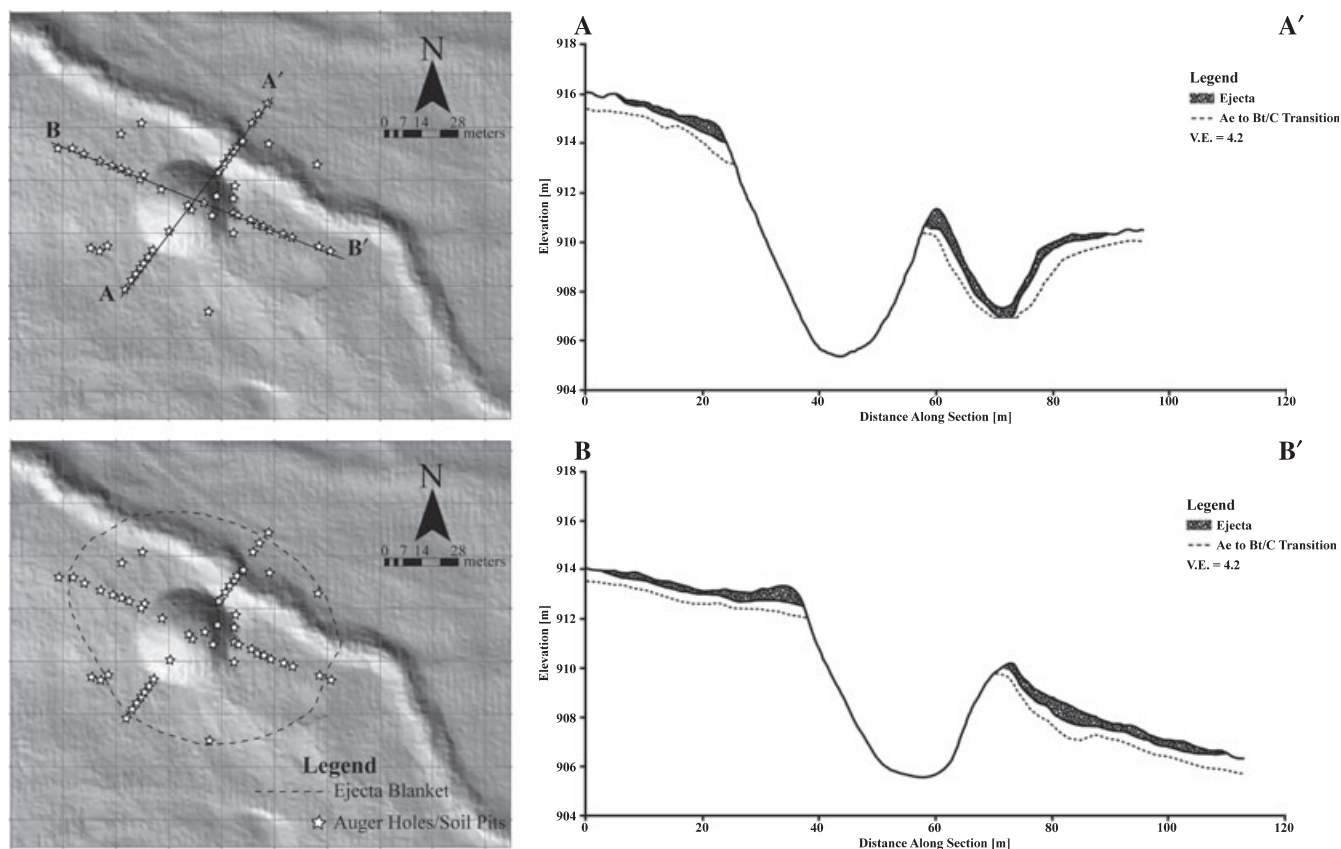 N
A'
0 7 14 28
meters
B
B'
A
N
0 7 14 28
meters
Legend
Ejecta Blanket
Auger Holes/Soil Pits
A A'
918
916
914
912
910
908
906
904
Elevation [m]
Legend
Ejecta
Ae to Bt/C Transition
V.E. = 4.2
0 20 40 60 80 100 120
Distance Along Section [m]
B B'
918
916
914
912
910
908
906
904
Elevation [m]
Legend
Ejecta
Ae to Bt/C Transition
V.E. = 4.2
0 20 40 60 80 100 120
Distance Along Section [m]